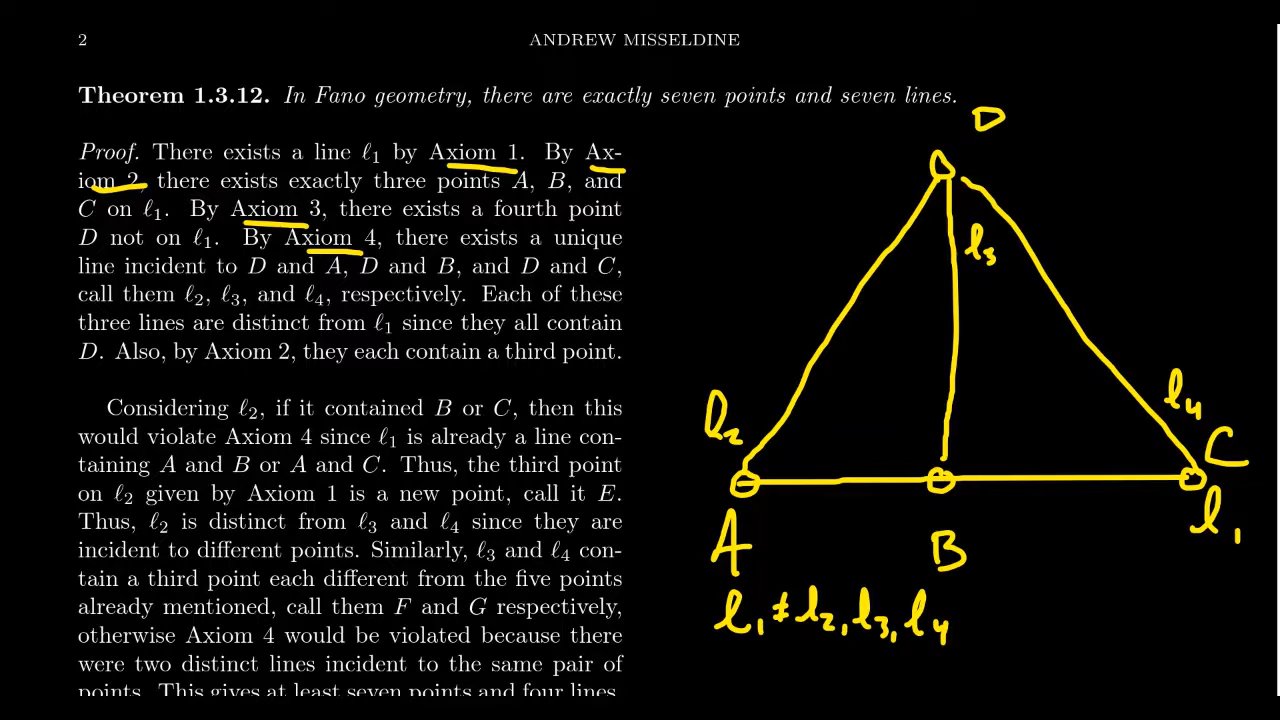 2
ANDREW MISSELDINE
Theorem 1.3.12. In Fano geometry, there are exactly seven points and seven lines.
Proof. There exists a line ℓ₁ by Axiom 1. By Ax-
iom 2, there exists exactly three points A, B, and
C on ℓ₁. By Axiom 3, there exists a fourth point
D not on ℓ₁. By Axiom 4, there exists a unique
line incident to D and A, D and B, and D and C,
call them ℓ₂, ℓ₃, and ℓ₄, respectively. Each of these
three lines are distinct from ℓ₁ since they all contain
D. Also, by Axiom 2, they each contain a third point.
Considering ℓ₂, if it contained B or C, then this
would violate Axiom 4 since ℓ₁ is already a line con-
taining A and B or A and C. Thus, the third point
on ℓ₂ given by Axiom 1 is a new point, call it E.
Thus, ℓ₂ is distinct from ℓ₃ and ℓ₄ since they are
incident to different points. Similarly, ℓ₃ and ℓ₄ con-
tain a third point each different from the five points
already mentioned, call them F and G respectively,
otherwise Axiom 4 would be violated because there
were two distinct lines incident to the same pair of
points. This gives at least seven points and four lines.
D
ℓ₃
ℓ₂
ℓ₄
C
ℓ₁
A
B
ℓ₁ ≠ ℓ₂, ℓ₃, ℓ₄